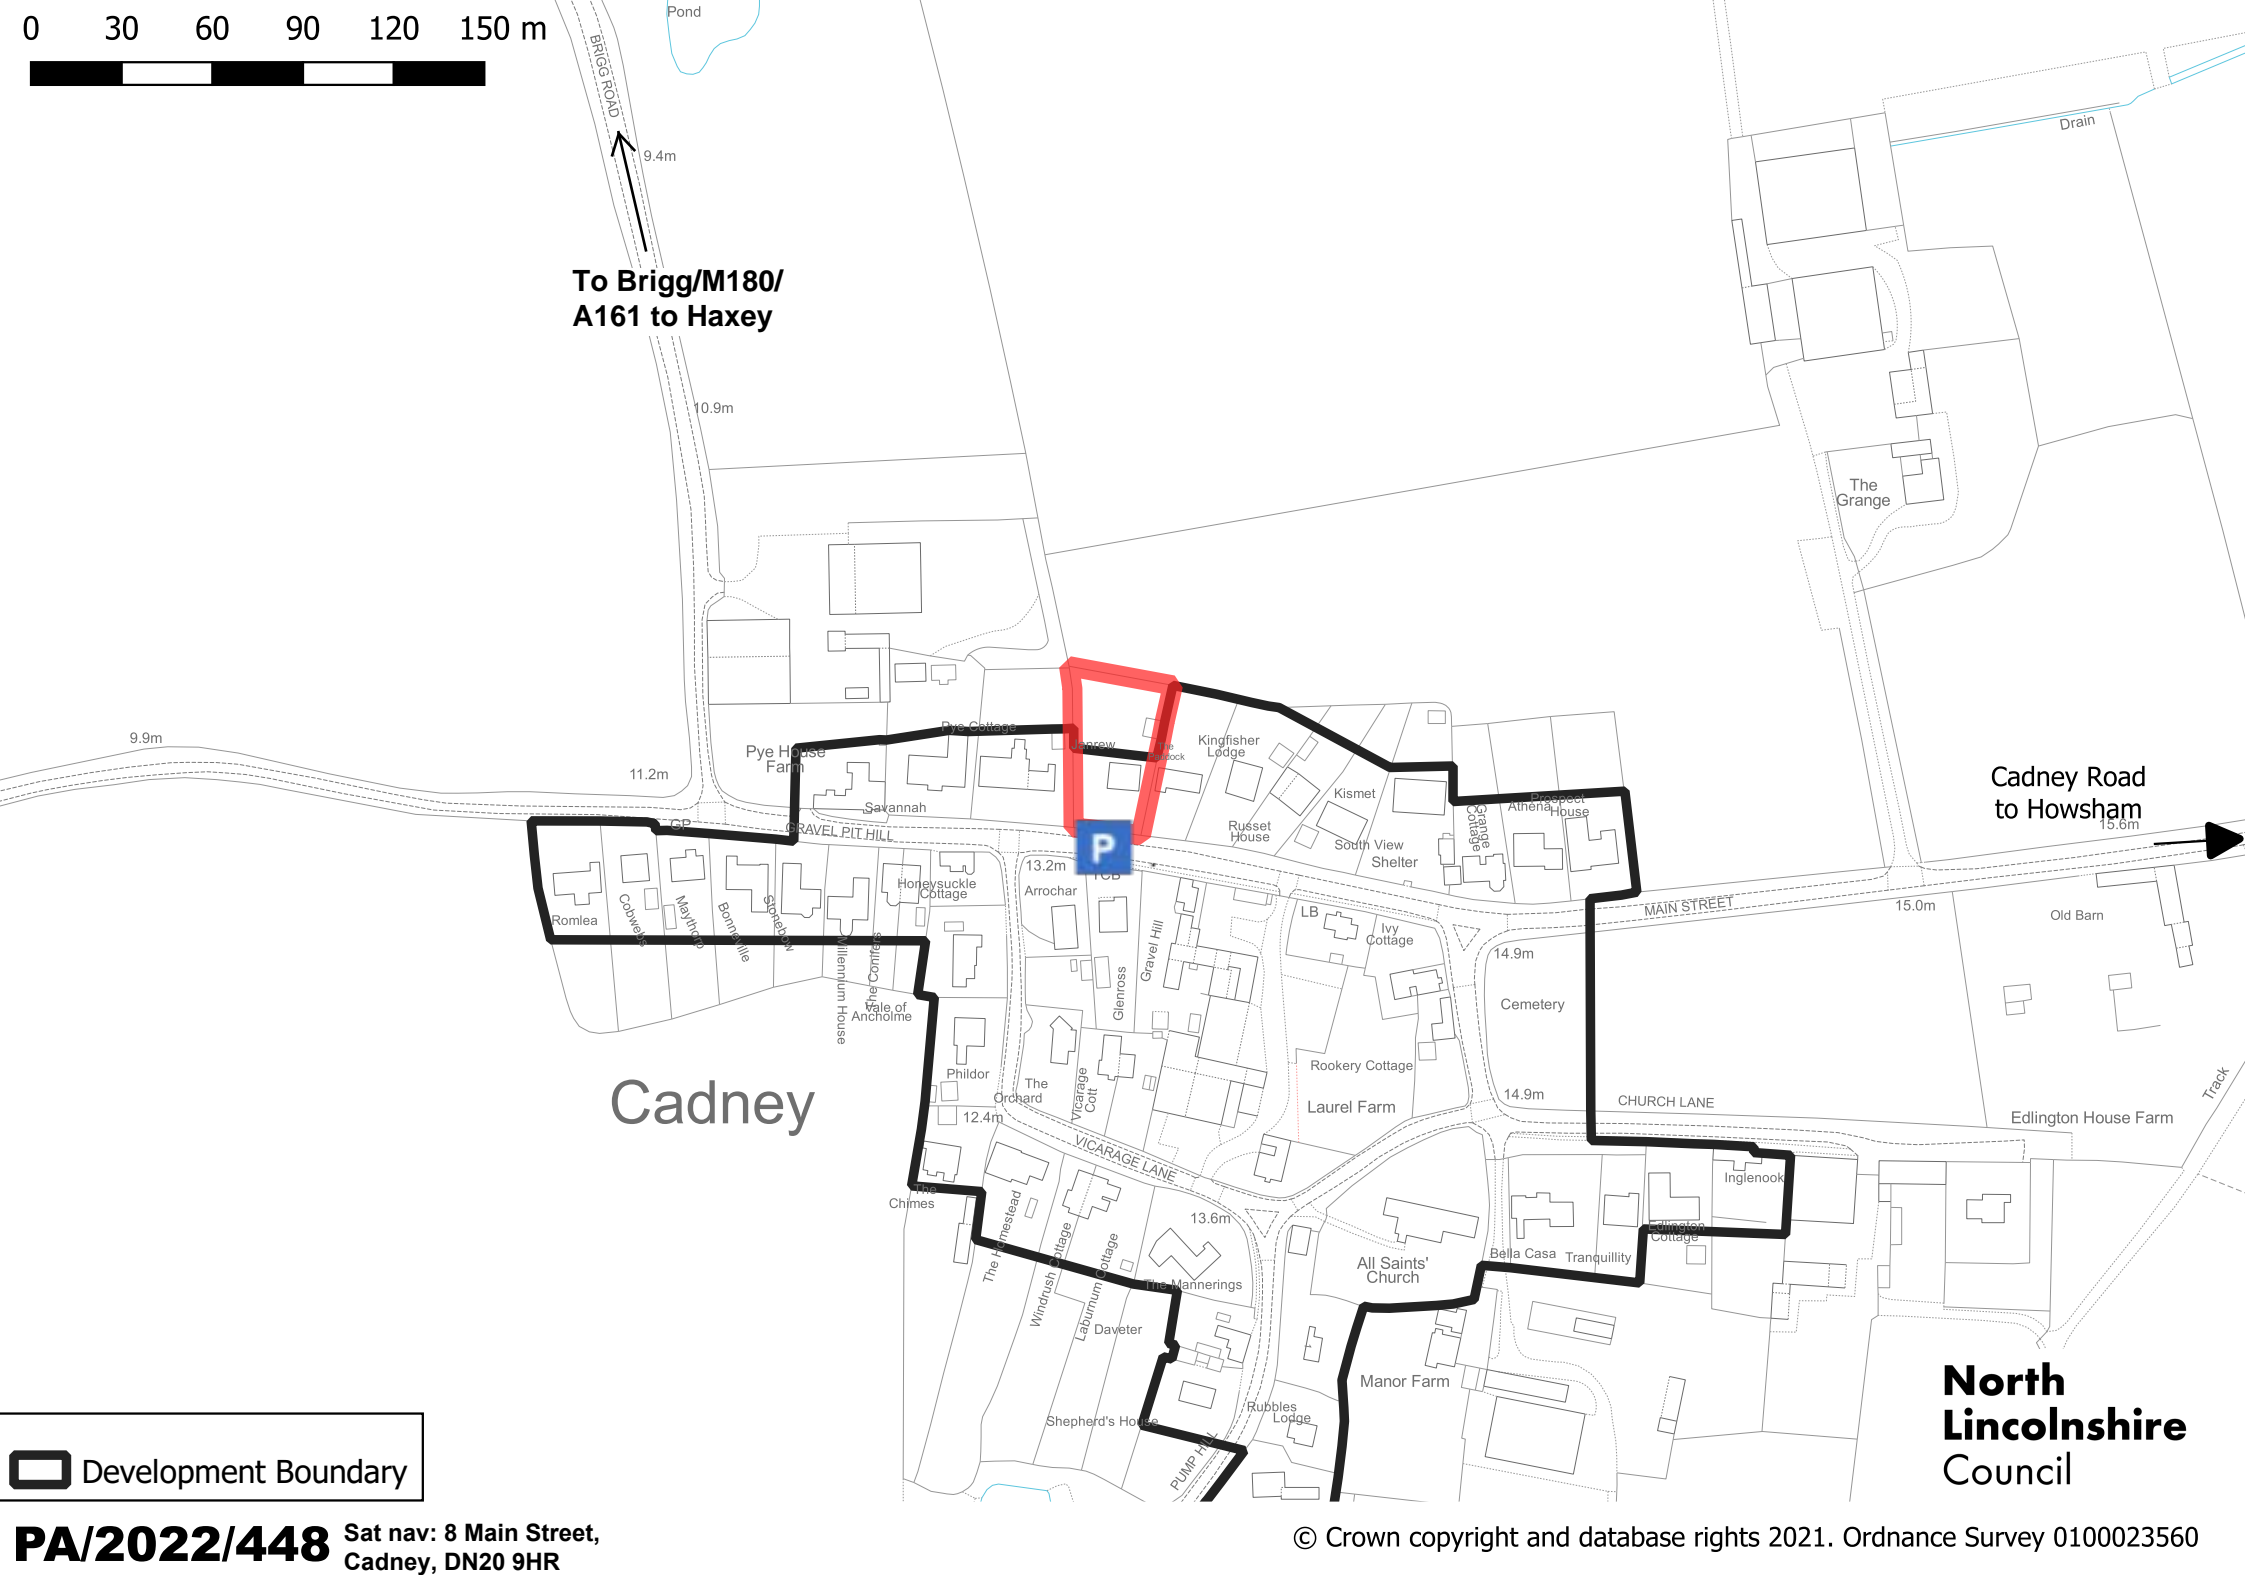 0 30 60 90 120 150 m
Pond
BRIGG ROAD
9.4m
Drain
To Brigg/M180/
A161 to Haxey
10.9m
The
Grange
9.9m
11.2m
Pye House
Farm
Pye Cottage
Janrew
The
Paddock
Kingfisher
Lodge
Savannah
GP
GRAVEL PIT HILL
Kismet
Russet
House
South View
Shelter
Grange
Cottage
Athena
Prospect
House
Cadney Road
to Howsham
15.6m
P
TCB
13.2m
Arrochar
Honeysuckle
Cottage
Romlea
Cobwebs
Maythorp
Bonneville
Stonebow
Millennium House
The Conifers
Vale of
Ancholme
Glenross
Gravel Hill
LB
Ivy
Cottage
MAIN STREET
15.0m
Old Barn
14.9m
Cemetery
Cadney
Phildor
The
Orchard
Vicarage
Cott
12.4m
Rookery Cottage
Laurel Farm
14.9m
CHURCH LANE
Edlington House Farm
Track
VICARAGE LANE
The
Chimes
The Homestead
Windrush Cottage
Laburnum Cottage
13.6m
The Mannerings
Daveter
Shepherd's House
All Saints'
Church
Bella Casa
Tranquillity
Edlington
Cottage
Inglenook
Manor Farm
Rubbles
Lodge
PUMP HILL
North
Lincolnshire
Council
Development Boundary
PA/2022/448
Sat nav: 8 Main Street,
Cadney, DN20 9HR
© Crown copyright and database rights 2021. Ordnance Survey 0100023560